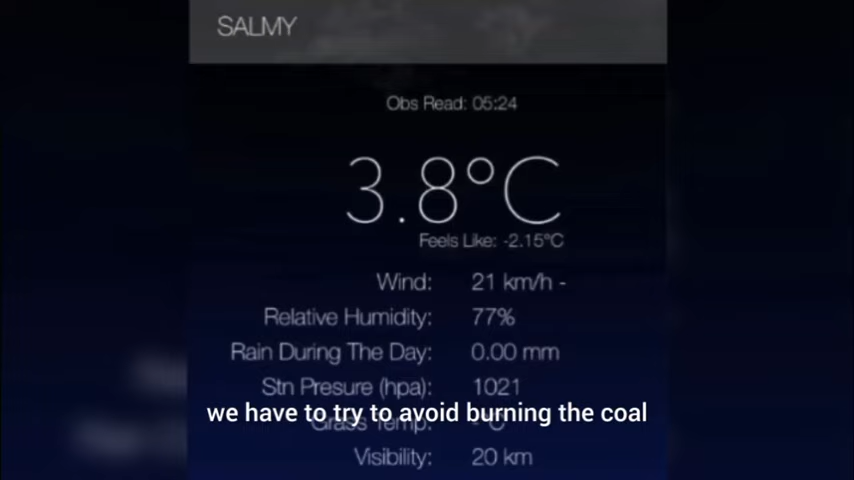 SALMY
Obs Read: 05:24
3.8°C
Feels Like: -2.15°C
Wind: 21 km/h -
Relative Humidity: 77%
Rain During The Day: 0.00 mm
Stn Presure (hpa): 1021
we have to try to avoid burning the coal
Grass Temp: -°C
Visibility: 20 km